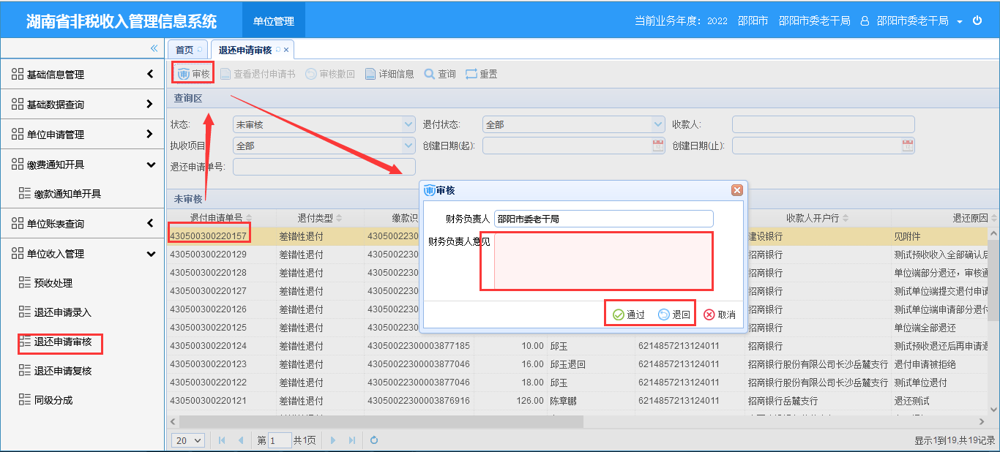 湖南省非税收入管理信息系统 单位管理 当前业务年度：2022 邵阳市 邵阳市委老干局 邵阳市委老干局
首页 退还申请审核
审核 查看退付申请书 审核撤回 详细信息 查询 重置
基础信息管理
基础数据查询
单位申请管理
缴费通知开具
缴款通知单开具
单位账表查询
单位收入管理
预收处理
退还申请录入
退还申请审核
退还申请复核
同级分成
查询区
状态: 未审核 退付状态: 全部 收款人:
执收项目 全部 创建日期(起): 创建日期(止):
退还申请单号:
未审核
退付申请单号 退付类型 缴款识 收款人开户行 退还原因
430500300220157 差错性退付 4305002230 建设银行 见附件
430500300220129 差错性退付 4305002230 招商银行 测试预收收入全部确认后
430500300220128 差错性退付 4305002230 招商银行 单位端部分退还，审核通
430500300220127 差错性退付 4305002230 招商银行 测试单位端提交退付申请
430500300220126 差错性退付 4305002230 招商银行 测试单位端申请部分退付
430500300220125 差错性退付 4305002230 招商银行 单位端全部退还
430500300220124 差错性退付 43050022300003877185 10.00 邱玉 6214857213124011 招商银行 测试预收退还后再申请退
430500300220123 差错性退付 43050022300003877046 16.00 邱玉退回 6214857213124011 招商银行股份有限公司长沙岳麓支行 退付申请被拒绝
430500300220122 差错性退付 43050022300003877046 18.00 邱玉 6214857213124011 招商银行股份有限公司长沙岳麓支行 测试单位退付
430500300220121 差错性退付 43050022300003876916 126.00 陈章鹏 6214857213124011 招商银行岳麓支行 退还测试
审核
财务负责人 邵阳市委老干局
财务负责人意见
通过 退回 取消
20 第 1 共1页 显示1到19,共19记录